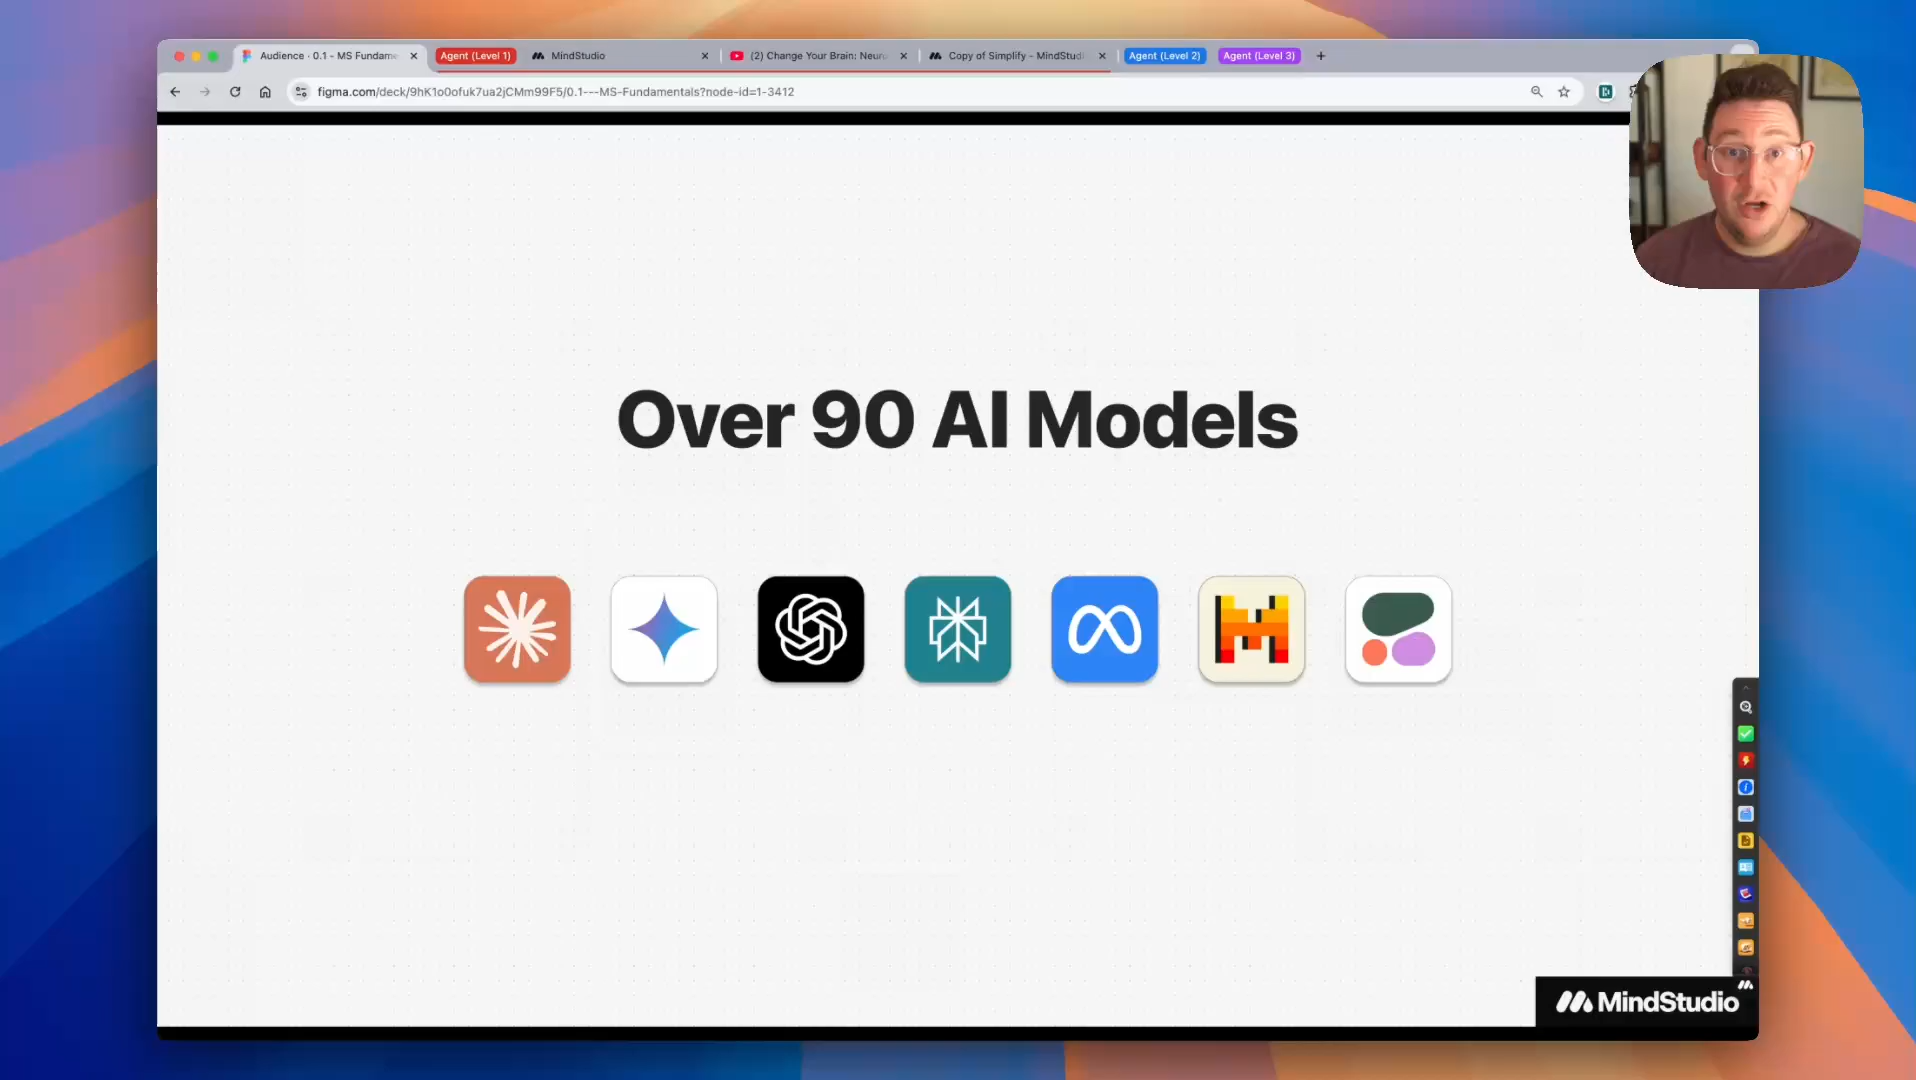 Audience · 0.1 - MS Fundame
Agent (Level 1)
MindStudio
(2) Change Your Brain: Neuro
Copy of Simplify - MindStudi
Agent (Level 2)
Agent (Level 3)
figma.com/deck/9hK1o0ofuk7ua2jCMm99F5/0.1---MS-Fundamentals?node-id=1-3412
Over 90 AI Models
MindStudio